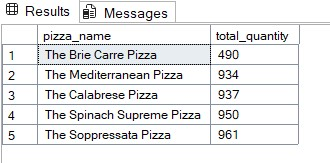 Results Messages
pizza_name total_quantity
1 The Brie Carre Pizza 490
2 The Mediterranean Pizza 934
3 The Calabrese Pizza 937
4 The Spinach Supreme Pizza 950
5 The Soppressata Pizza 961